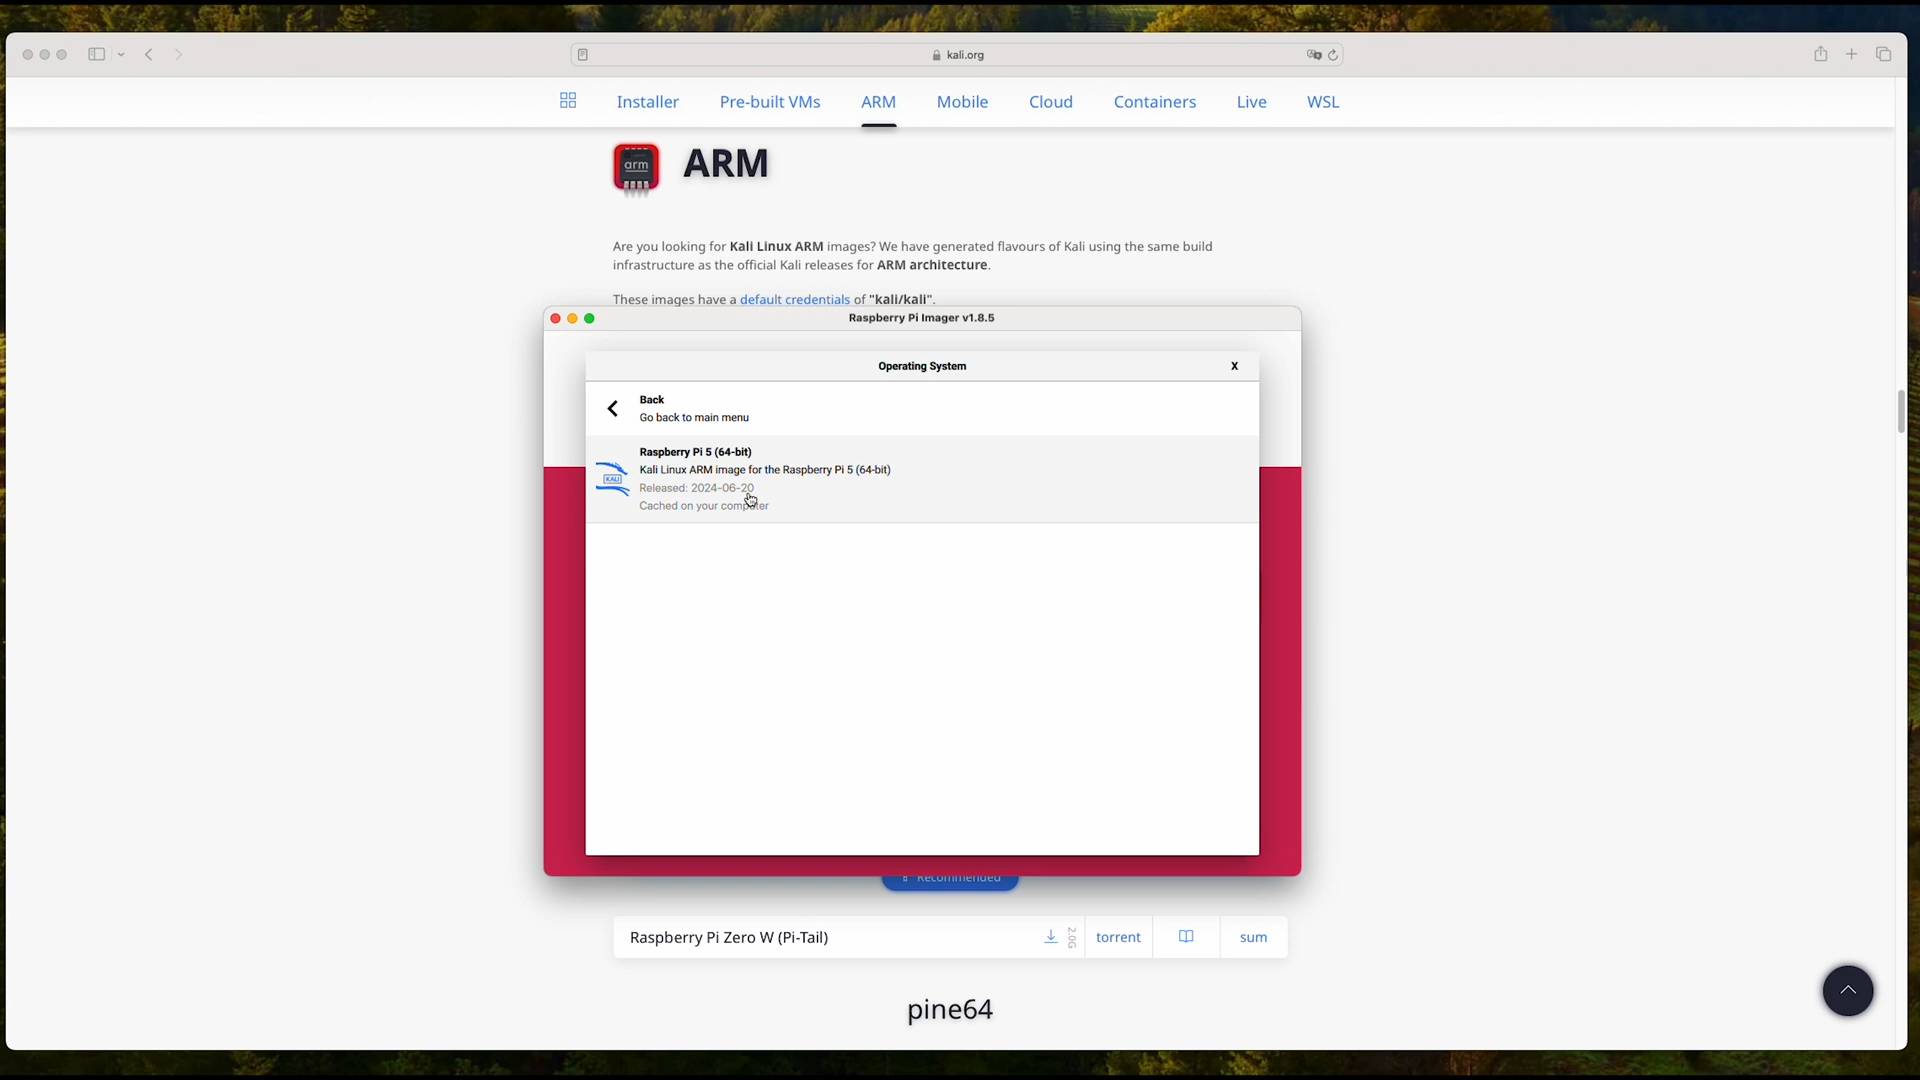 kali.org
Installer Pre-built VMs ARM Mobile Cloud Containers Live WSL
arm
ARM
Are you looking for Kali Linux ARM images? We have generated flavours of Kali using the same build
infrastructure as the official Kali releases for ARM architecture.
These images have a default credentials of "kali/kali".
Raspberry Pi Imager v1.8.5
Operating System X
Back
Go back to main menu
Raspberry Pi 5 (64-bit)
Kali Linux ARM image for the Raspberry Pi 5 (64-bit)
KALI
Released: 2024-06-20
Cached on your computer
Recommended
Raspberry Pi Zero W (Pi-Tail) 2.0G torrent sum
pine64